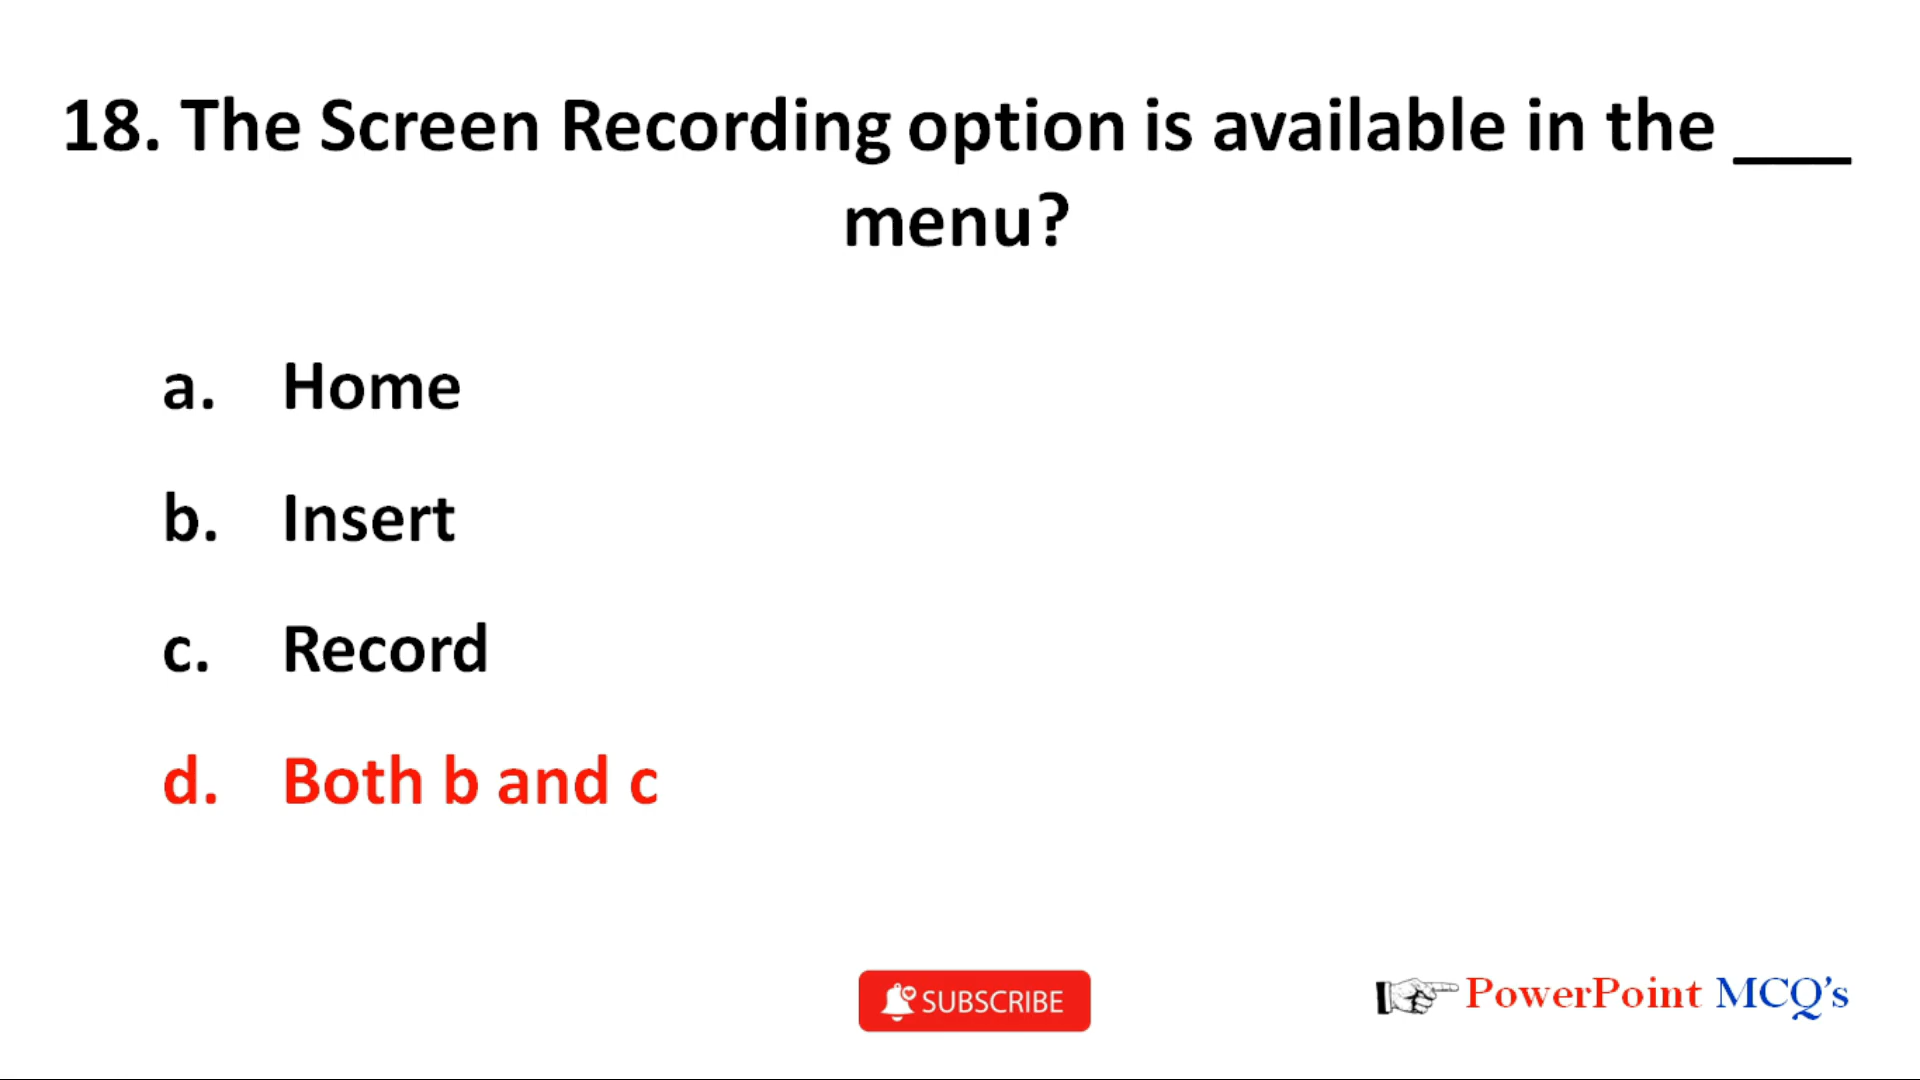 18. The Screen Recording option is available in the ___
menu?
a. Home
b. Insert
c. Record
d. Both b and c
SUBSCRIBE
PowerPoint MCQ's